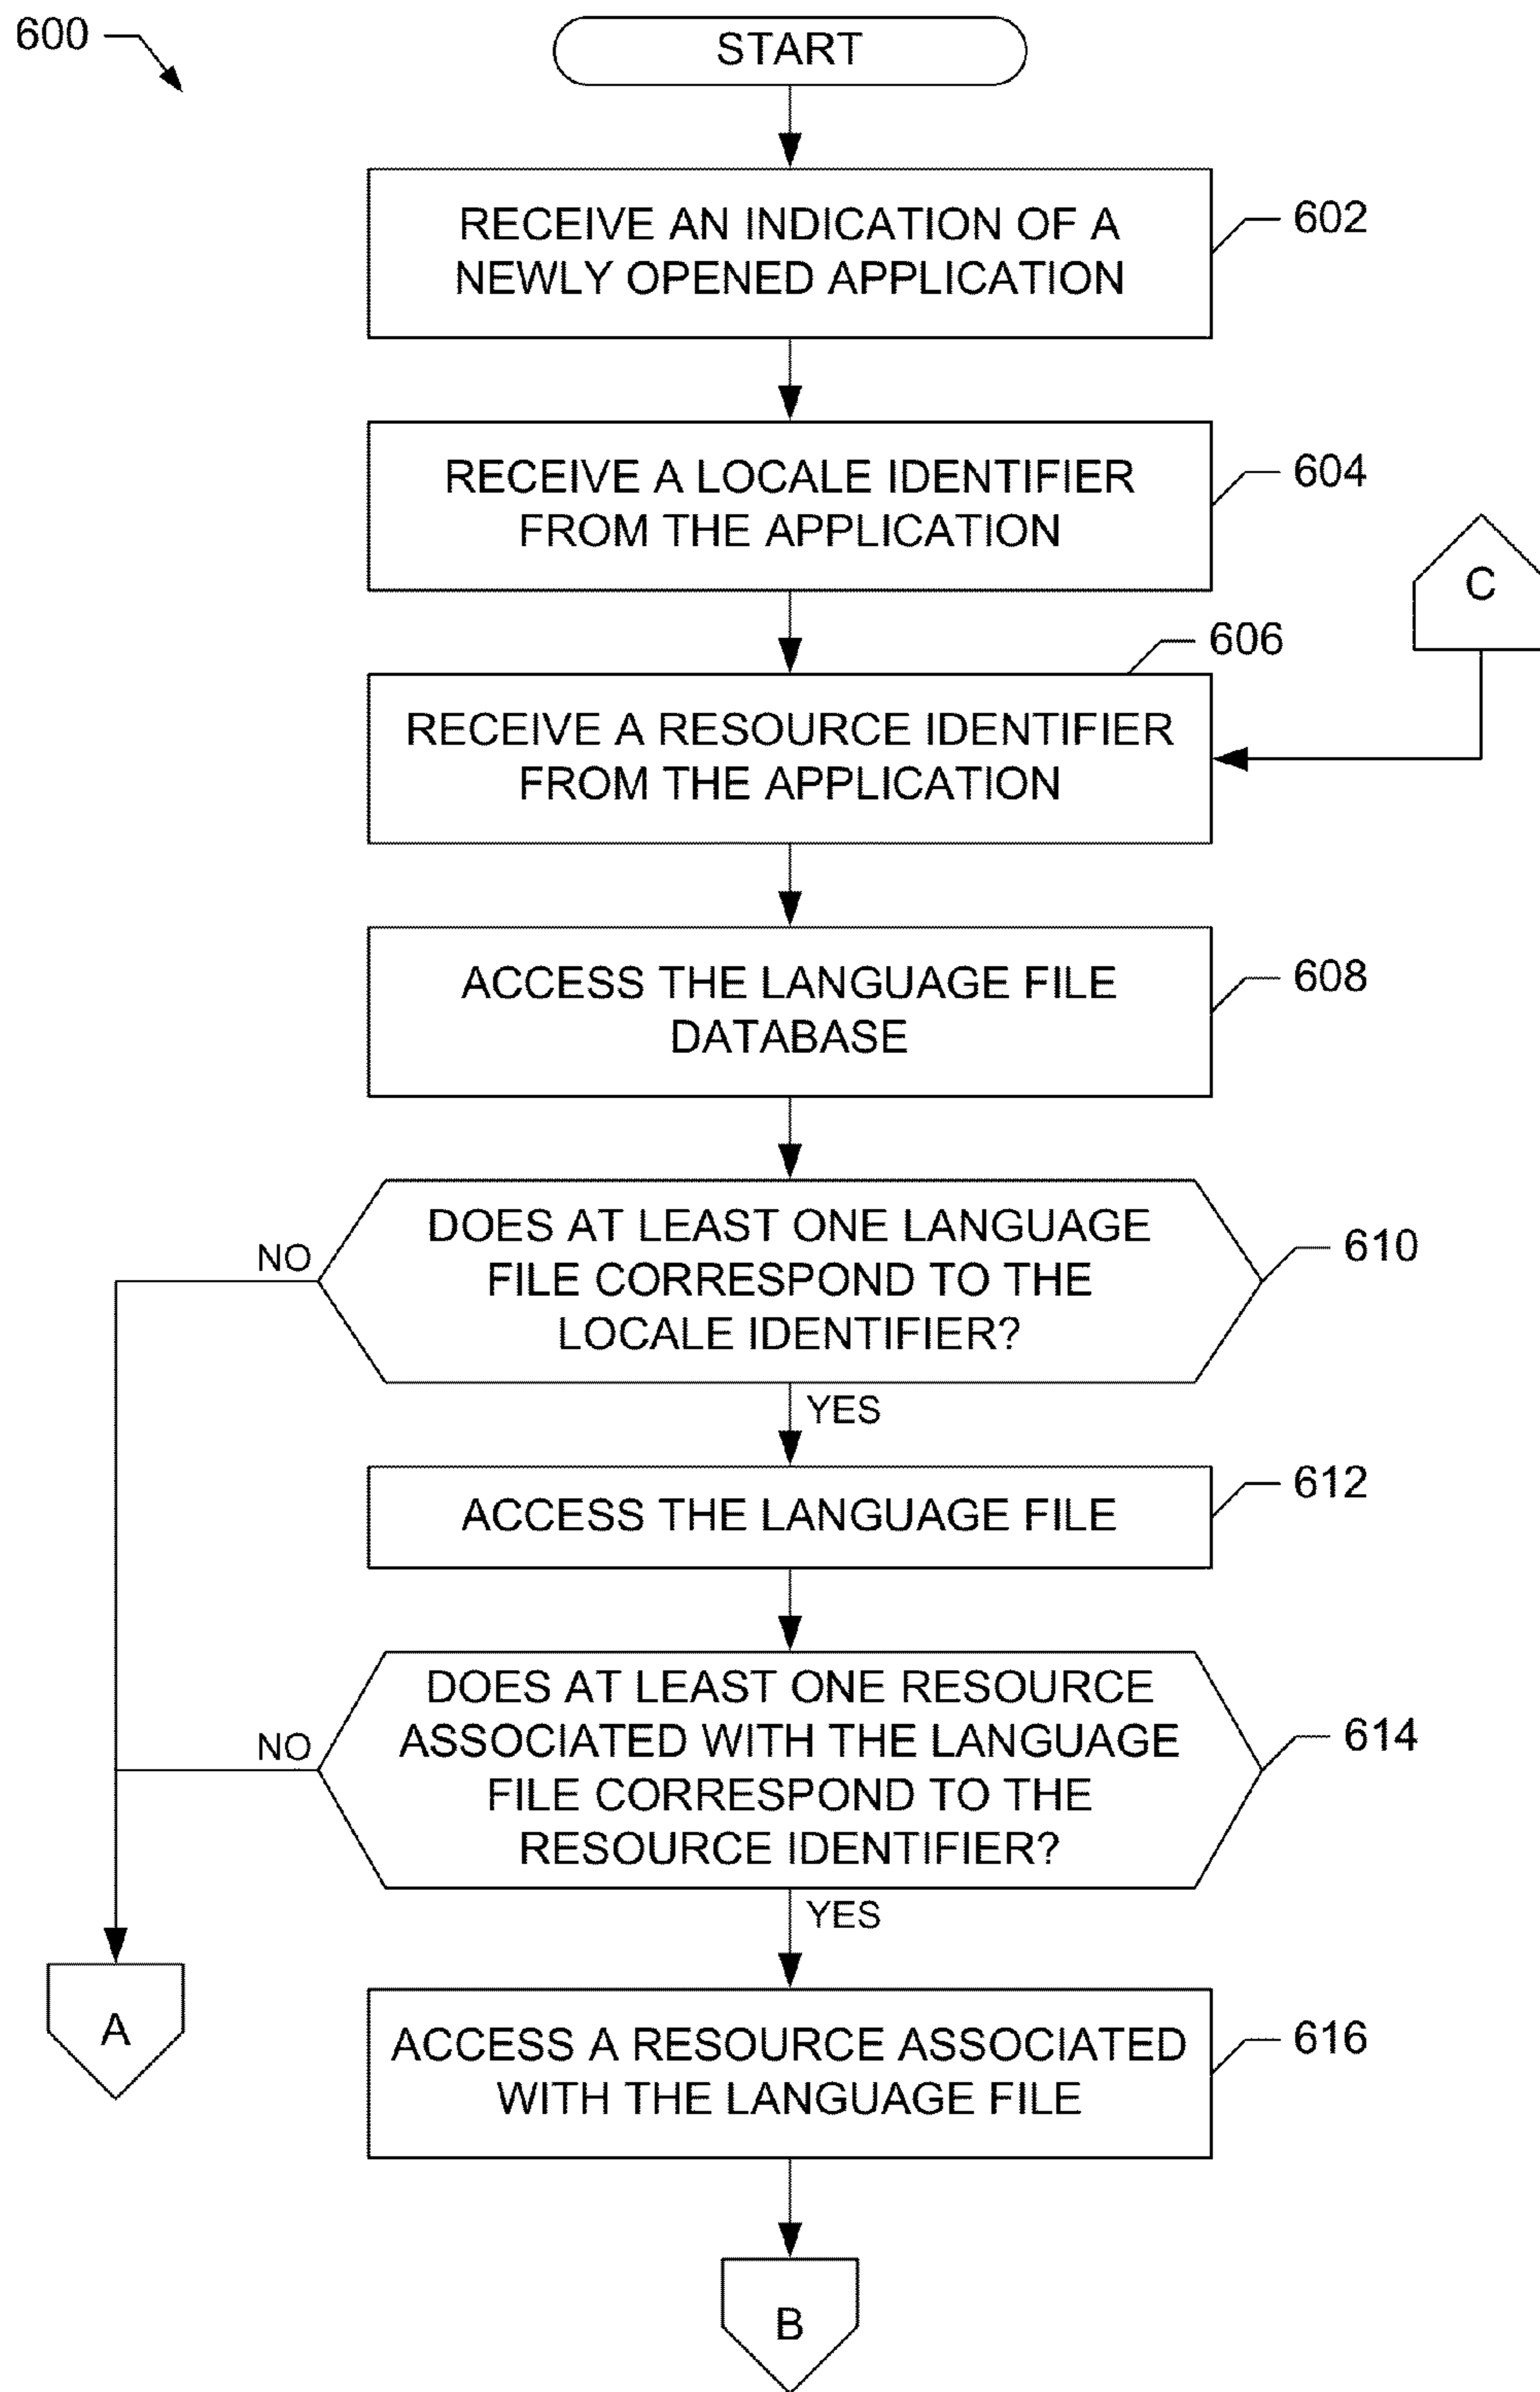 600
START
RECEIVE AN INDICATION OF A
NEWLY OPENED APPLICATION
602
RECEIVE A LOCALE IDENTIFIER
FROM THE APPLICATION
604
C
606
RECEIVE A RESOURCE IDENTIFIER
FROM THE APPLICATION
ACCESS THE LANGUAGE FILE
DATABASE
608
DOES AT LEAST ONE LANGUAGE
FILE CORRESPOND TO THE
LOCALE IDENTIFIER?
610
NO
YES
ACCESS THE LANGUAGE FILE
612
DOES AT LEAST ONE RESOURCE
ASSOCIATED WITH THE LANGUAGE
FILE CORRESPOND TO THE
RESOURCE IDENTIFIER?
614
NO
YES
A
ACCESS A RESOURCE ASSOCIATED
WITH THE LANGUAGE FILE
616
B